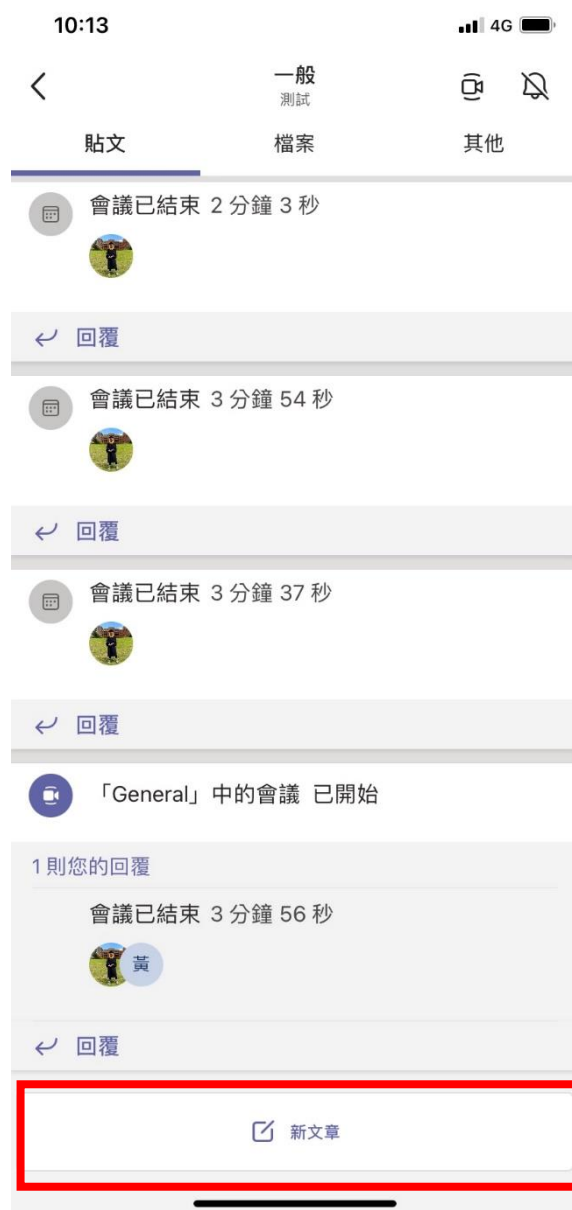 10:13
4G
一般
測試
貼文
檔案
其他
會議已結束 2 分鐘 3 秒
回覆
會議已結束 3 分鐘 54 秒
回覆
會議已結束 3 分鐘 37 秒
回覆
「General」中的會議 已開始
1 則您的回覆
會議已結束 3 分鐘 56 秒
黃
回覆
新文章